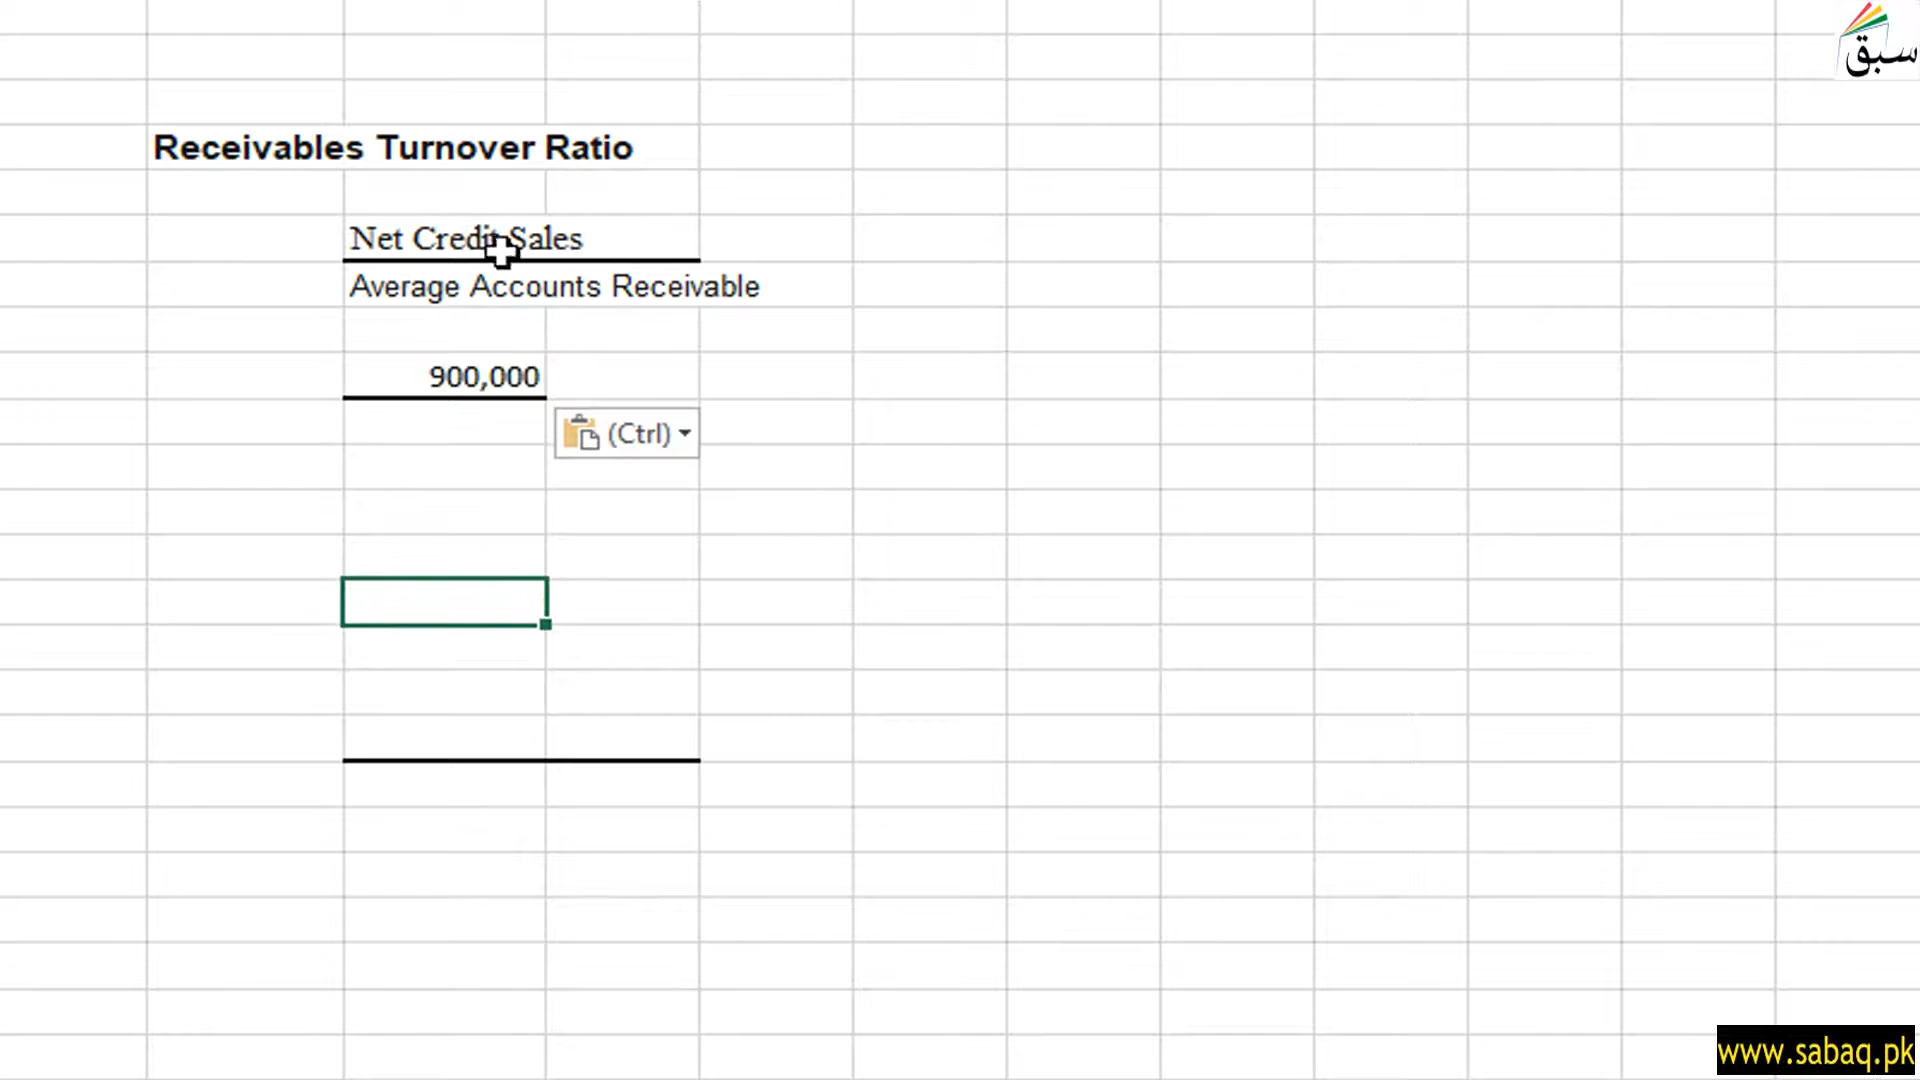 سبق
Receivables Turnover Ratio
Net Credit Sales
Average Accounts Receivable
900,000
(Ctrl)
www.sabaq.pk